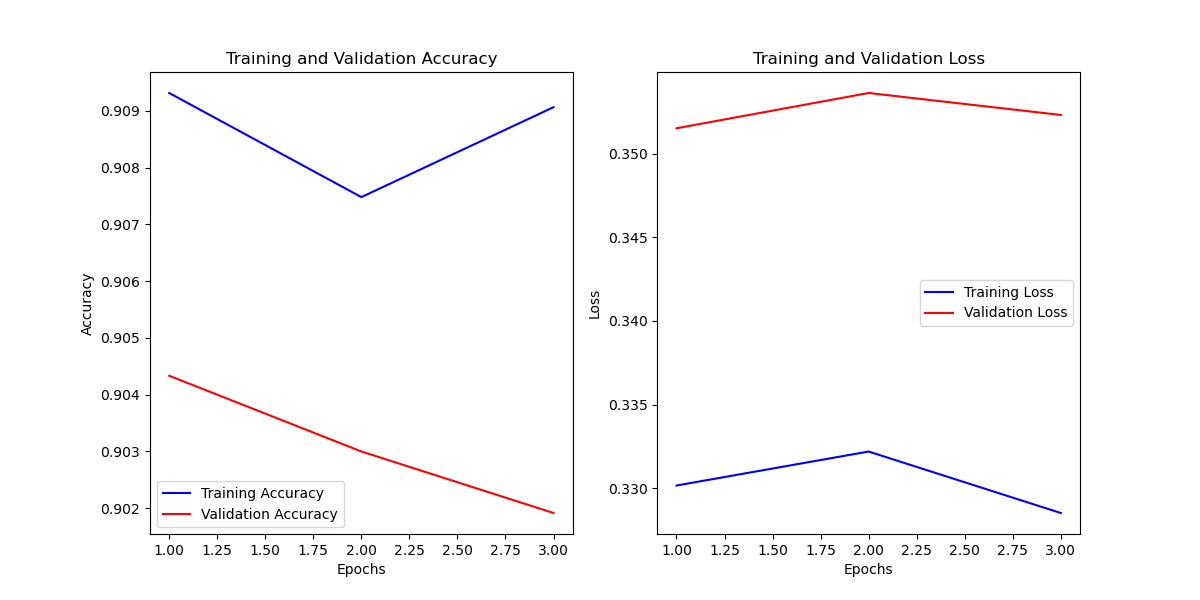 Training and Validation Accuracy
0.909
0.908
0.907
0.906
0.905
0.904
0.903
0.902
Accuracy
Training Accuracy
Validation Accuracy
1.00 1.25 1.50 1.75 2.00 2.25 2.50 2.75 3.00
Epochs
Training and Validation Loss
0.350
0.345
0.340
0.335
0.330
Loss
Training Loss
Validation Loss
1.00 1.25 1.50 1.75 2.00 2.25 2.50 2.75 3.00
Epochs